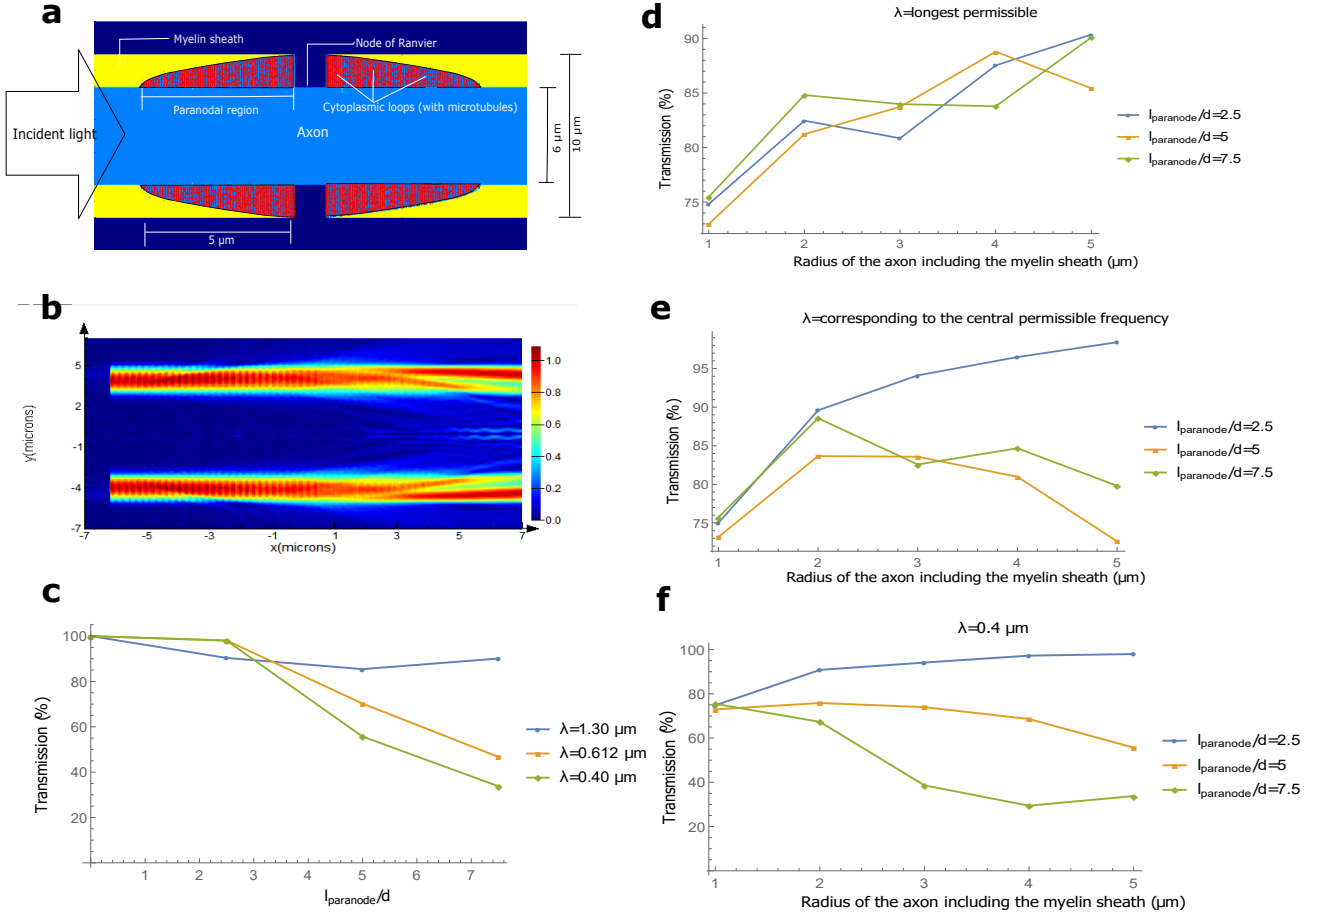 a
Myelin sheath
Node of Ranvier
Paranodal region
Cytoplasmic loops (with microtubules)
Incident light
Axon
6 µm
10 µm
5 µm
b
y(microns)
5
2
-1
-4
-7
-7
-5
-3
-1
1
3
5
7
x(microns)
1.0
0.8
0.6
0.4
0.2
0.0
c
Transmission (%)
100
80
60
40
20
1
2
3
4
5
6
7
lparanode/d
λ=1.30 µm
λ=0.612 µm
λ=0.40 µm
d
λ=longest permissible
Transmission (%)
90
85
80
75
1
2
3
4
5
Radius of the axon including the myelin sheath (µm)
lparanode/d=2.5
lparanode/d=5
lparanode/d=7.5
e
λ=corresponding to the central permissible frequency
Transmission (%)
95
90
85
80
75
1
2
3
4
5
Radius of the axon including the myelin sheath (µm)
lparanode/d=2.5
lparanode/d=5
lparanode/d=7.5
f
λ=0.4 µm
Transmission (%)
100
80
60
40
20
1
2
3
4
5
Radius of the axon including the myelin sheath (µm)
lparanode/d=2.5
lparanode/d=5
lparanode/d=7.5